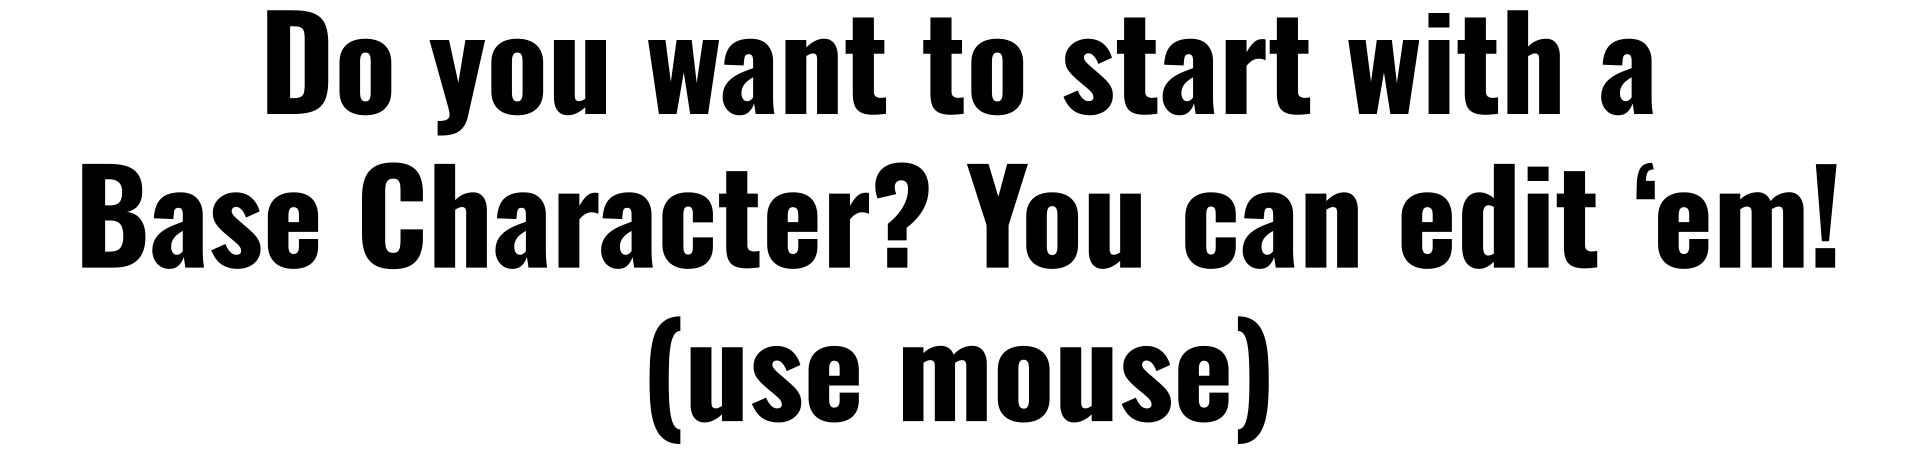 Do you want to start with a
Base Character? You can edit ‘em!
(use mouse)